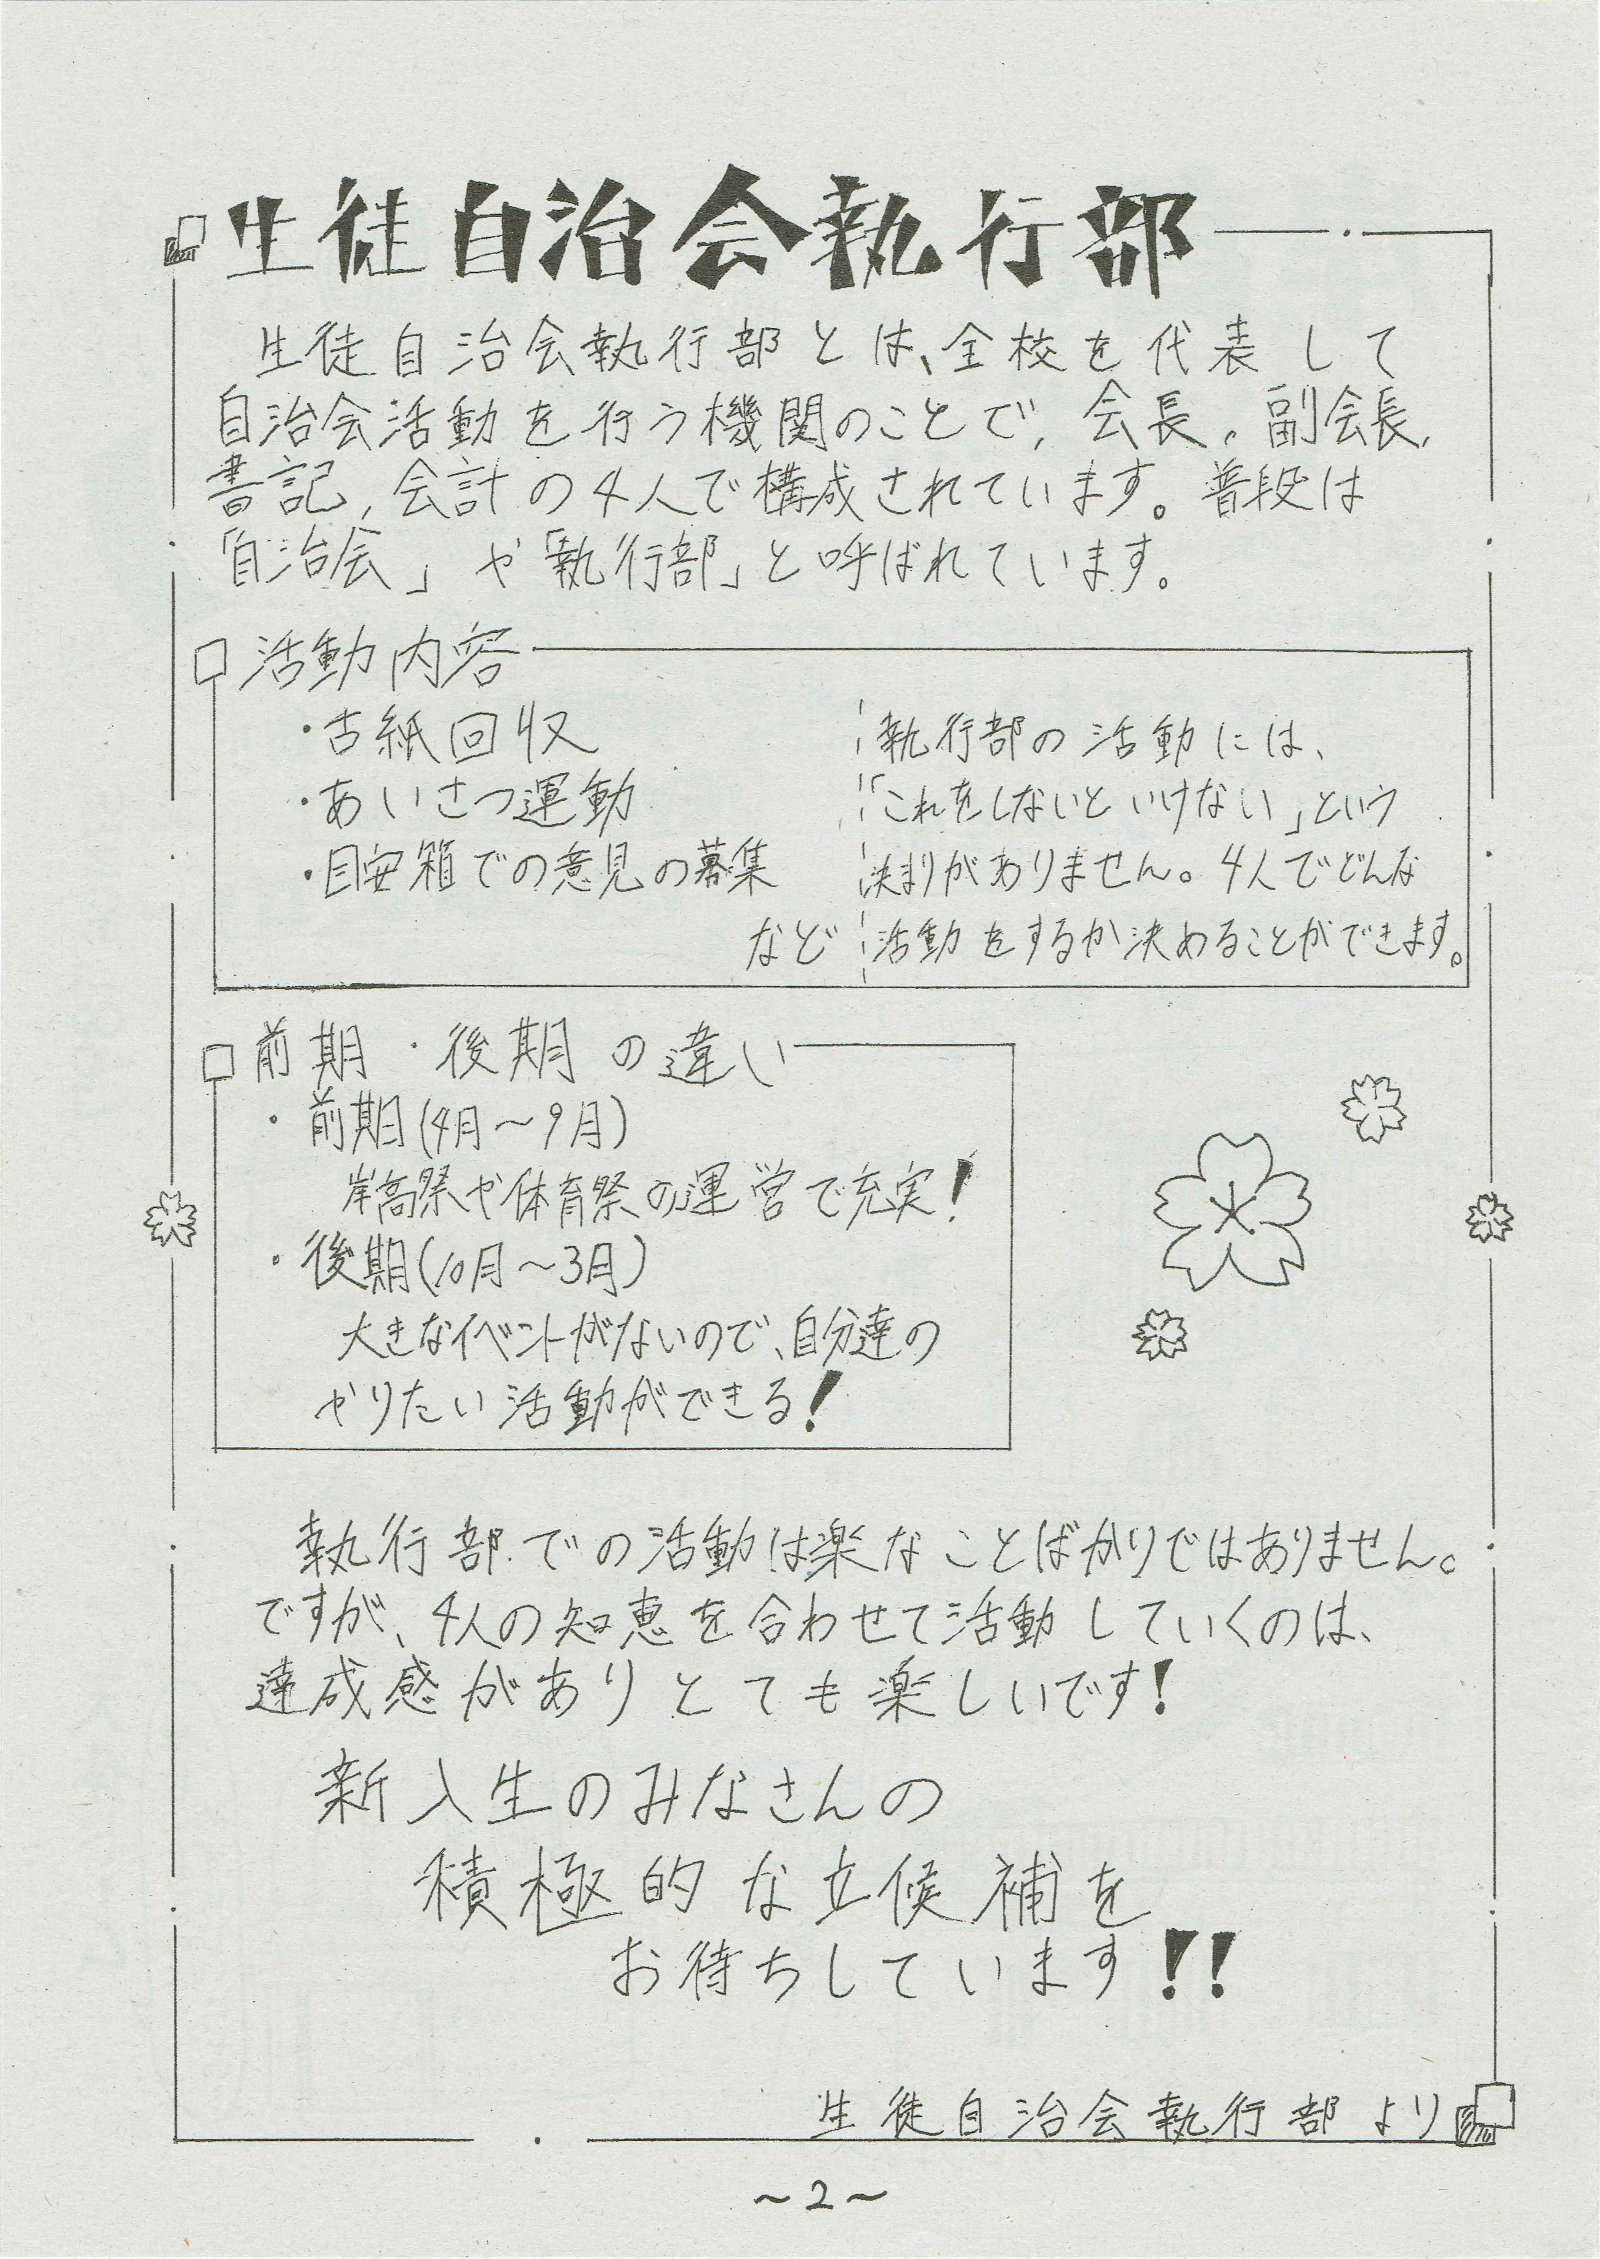 生徒自治会執行部
生徒自治会執行部とは、全校を代表して
自治会活動を行う機関のことで,会長,副会長,
書記,会計の4人で構成されています。普段は
「自治会」や「執行部」と呼ばれています。
活動内容
・古紙回収
・あいさつ運動
・目安箱での意見の募集
など
執行部の活動には、
「これをしないといけない」という
決まりがありません。4人でどんな
活動をするか決めることができます。
前期・後期の違い
・前期(4月〜9月)
岸高祭や体育祭の運営で充実!
・後期(10月〜3月)
大きなイベントがないので、自分達の
やりたい活動ができる!
執行部での活動は楽なことばかりではありません。
ですが、4人の知恵を合わせて活動していくのは、
達成感がありとても楽しいです!
新入生のみなさんの
積極的な立候補を
お待ちしています!!
生徒自治会執行部より
〜2〜